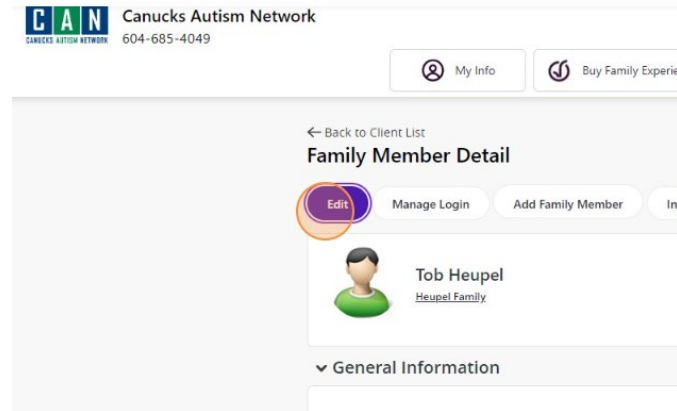 CAN
CANUCKS AUTISM NETWORK
Canucks Autism Network
604-685-4049
My Info
Buy Family Experie
← Back to Client List
Family Member Detail
Edit
Manage Login
Add Family Member
In
Tob Heupel
Heupel Family
General Information